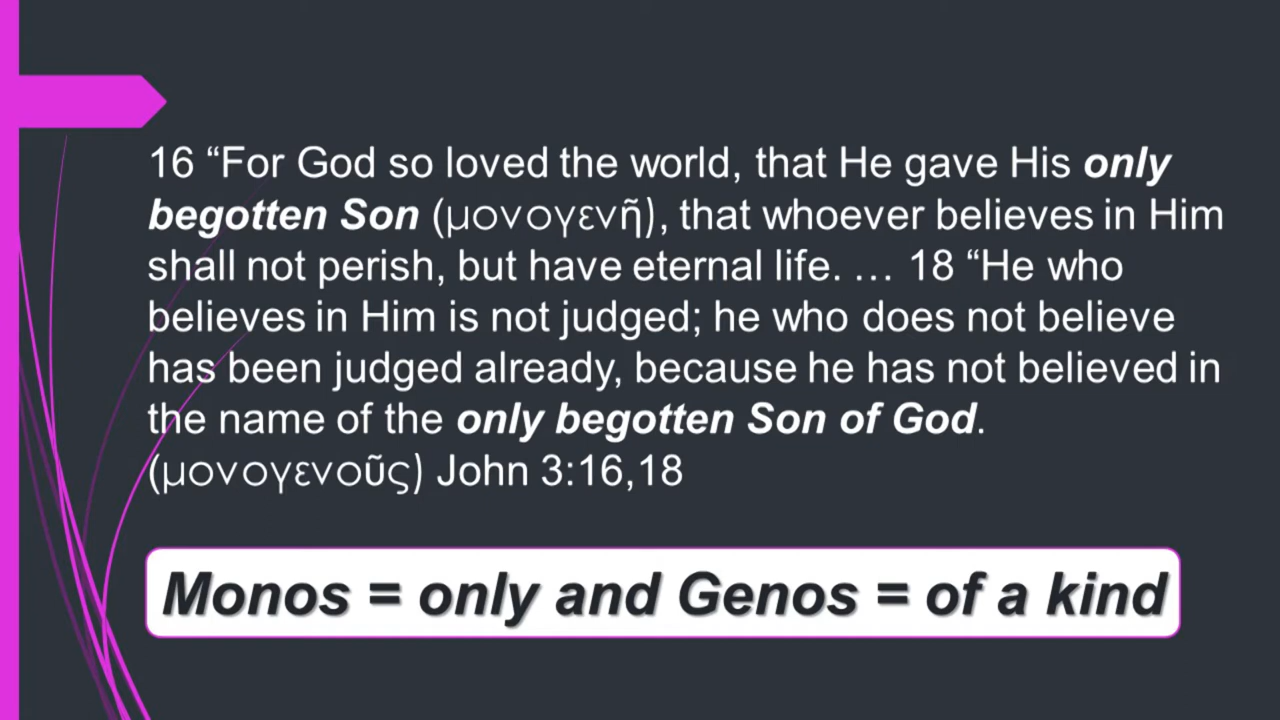 16 “For God so loved the world, that He gave His only
begotten Son (μονογενῆ), that whoever believes in Him
shall not perish, but have eternal life. … 18 “He who
believes in Him is not judged; he who does not believe
has been judged already, because he has not believed in
the name of the only begotten Son of God.
(μονογενοῦς) John 3:16,18
Monos = only and Genos = of a kind